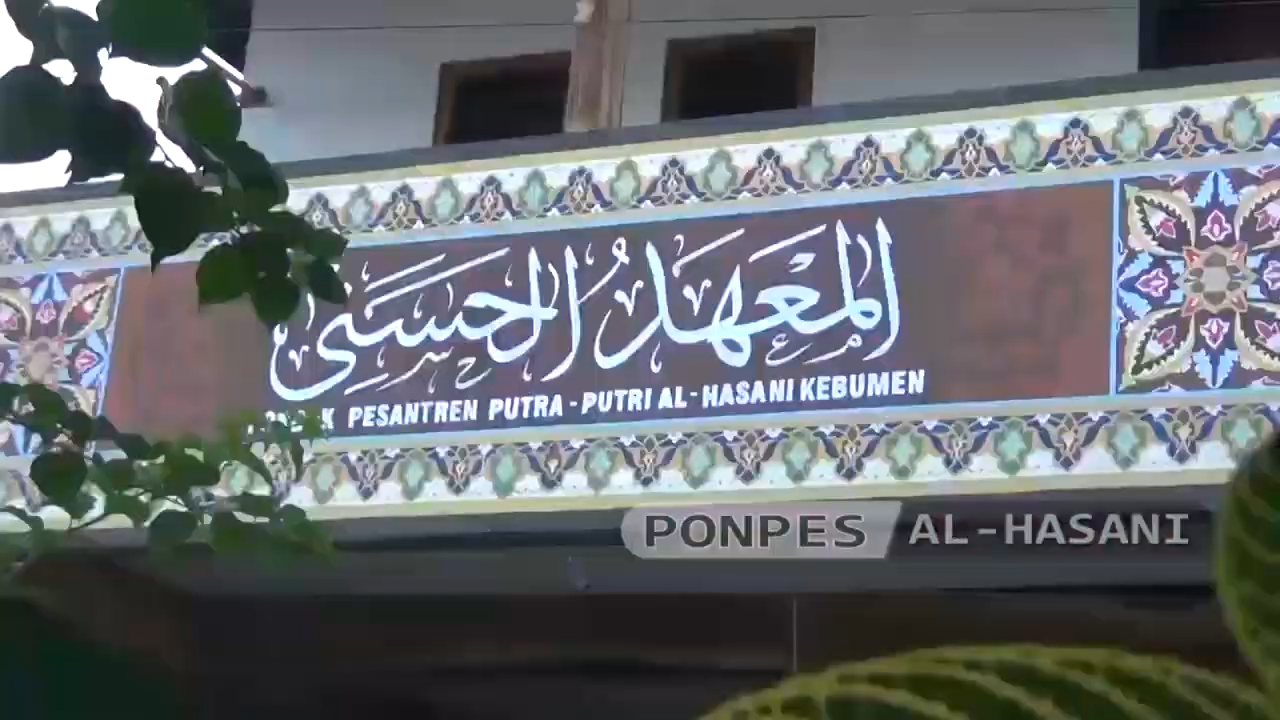 المعهد الحسني
PESANTREN PUTRA - PUTRI AL-HASANI KEBUMEN
PONPES AL-HASANI